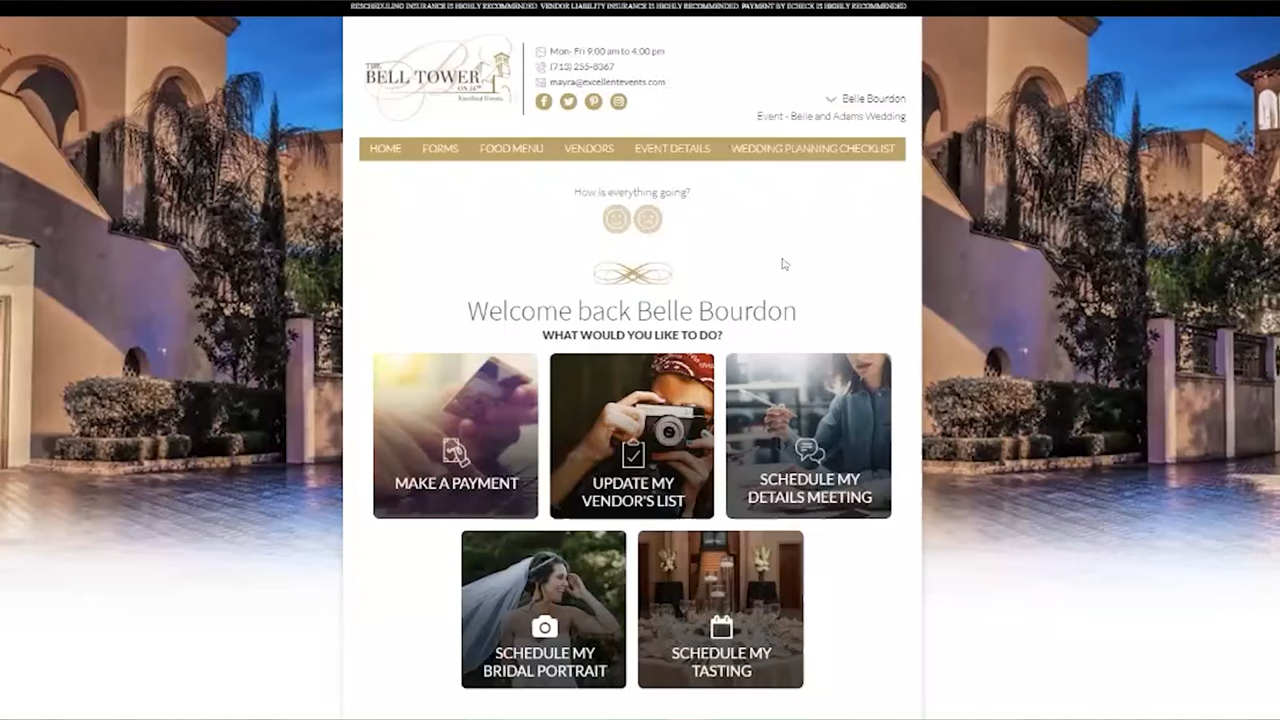 RESCHEDULING INSURANCE IS HIGHLY RECOMMENDED VENDOR LIABILITY INSURANCE IS HIGHLY RECOMMENDED PAYMENT BY ECHECK IS HIGHLY RECOMMENDED
THE
BELL TOWER
ON 34TH
Excellent Events.
Mon- Fri 9:00 am to 4:00 pm
(713) 255-8367
mayra@excellentevents.com
Belle Bourdon
Event - Belle and Adams Wedding
HOME FORMS FOOD MENU VENDORS EVENT DETAILS WEDDING PLANNING CHECKLIST
How is everything going?
Welcome back Belle Bourdon
WHAT WOULD YOU LIKE TO DO?
MAKE A PAYMENT
UPDATE MY
VENDOR'S LIST
SCHEDULE MY
DETAILS MEETING
SCHEDULE MY
BRIDAL PORTRAIT
SCHEDULE MY
TASTING